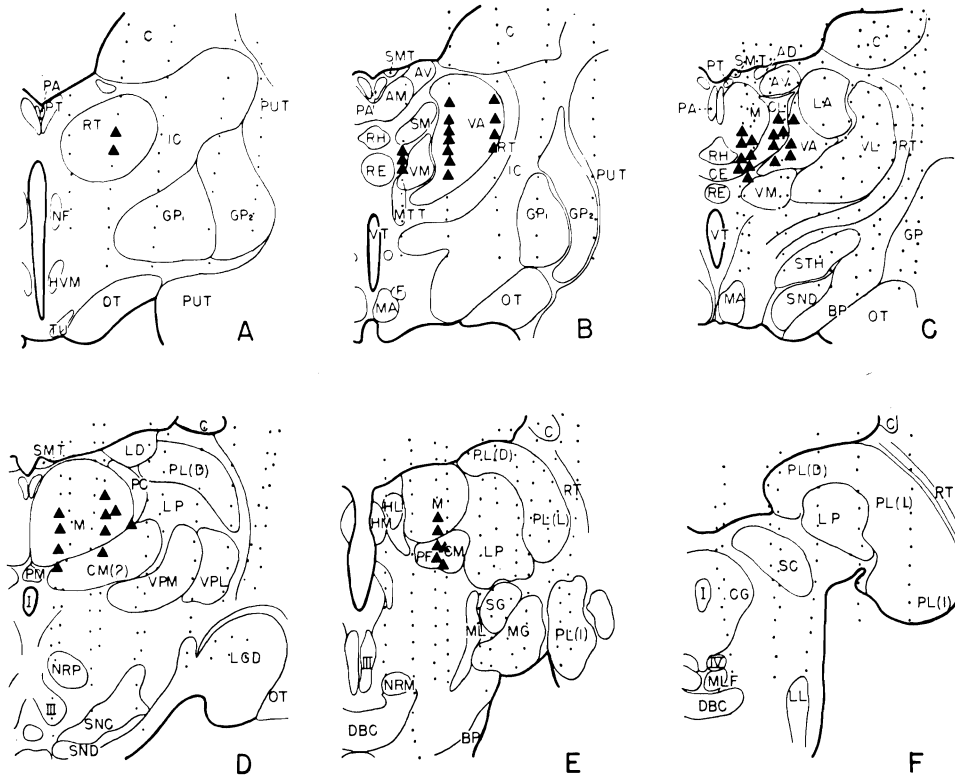 C
PA
PT
PUT
RT
IC
NF
GP1
GP2
HVM
OT
PUT
TU
A
SMT
C
AV
AM
PA
SM
VA
RH
RT
IC
RE
VM
PUT
MTT
GP1
GP2
VT
F
MA
OT
B
AD
C
PT
SMT
AV
LA
PA
M
CL
VA
VL
RT
RH
CE
RE
VM
VT
GP
STH
MA
SND
BP
OT
C
C
SMT
LD
PL(D)
PC
M
LP
PM
CM(?)
VPM
VPL
I
NRP
LGD
III
SNC
OT
SND
D
C
PL(D)
RT
M
HL
HM
PL(L)
PF
CM
LP
SG
ML
MG
PL(I)
III
NRM
DBC
BP
E
C
PL(D)
RT
PL(L)
LP
SC
I
CG
PL(I)
IV
MLF
DBC
LL
F